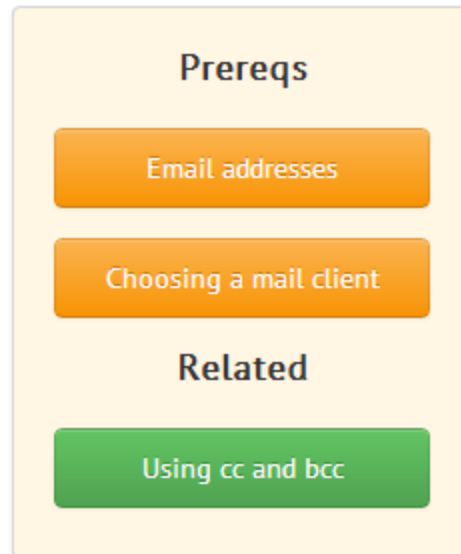 Prereqs
Email addresses
Choosing a mail client
Related
Using cc and bcc